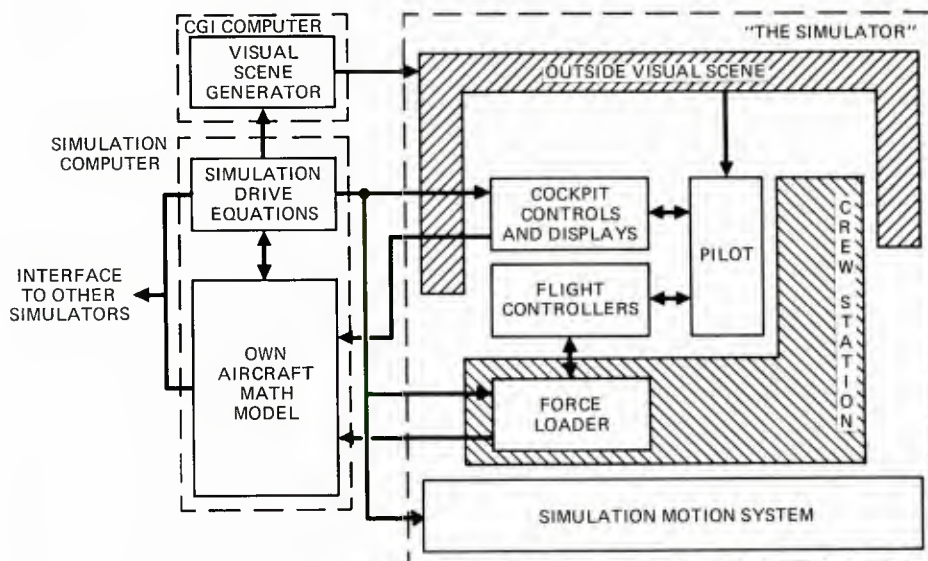 CGI COMPUTER
VISUAL
SCENE
GENERATOR
"THE SIMULATOR"
OUTSIDE VISUAL SCENE
SIMULATION
COMPUTER
SIMULATION
DRIVE
EQUATIONS
COCKPIT
CONTROLS
AND DISPLAYS
PILOT
CREW STATION
INTERFACE
TO OTHER
SIMULATORS
FLIGHT
CONTROLLERS
OWN
AIRCRAFT
MATH
MODEL
FORCE
LOADER
SIMULATION MOTION SYSTEM